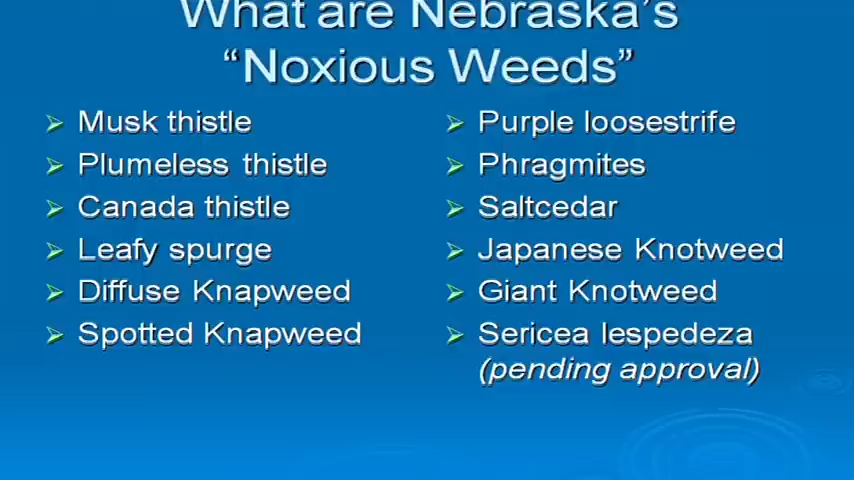 What are Nebraska's
"Noxious Weeds"
Musk thistle
Plumeless thistle
Canada thistle
Leafy spurge
Diffuse Knapweed
Spotted Knapweed
Purple loosestrife
Phragmites
Saltcedar
Japanese Knotweed
Giant Knotweed
Sericea lespedeza
(pending approval)